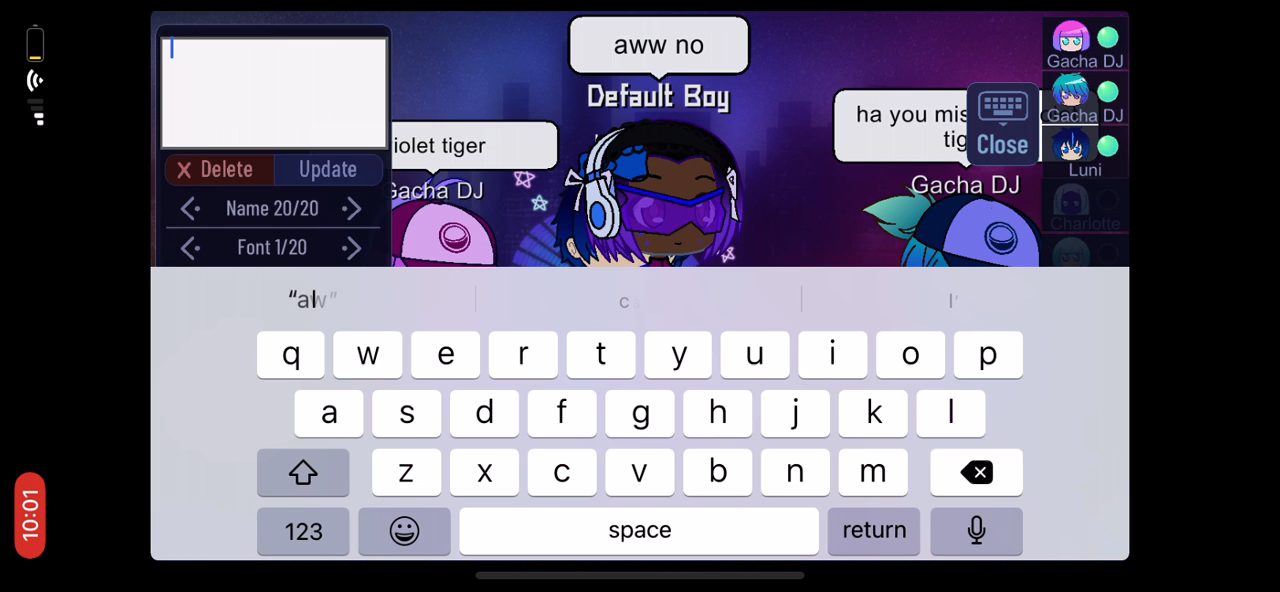 aww no
Default Boy
iolet tiger
Gacha DJ
ha you mis
tig
Gacha DJ
Close
Gacha DJ
Gacha DJ
Luni
Charlotte
Delete
Update
Name 20/20
Font 1/20
q w e r t y u i o p
a s d f g h j k l
z x c v b n m
123
space
return
10:01